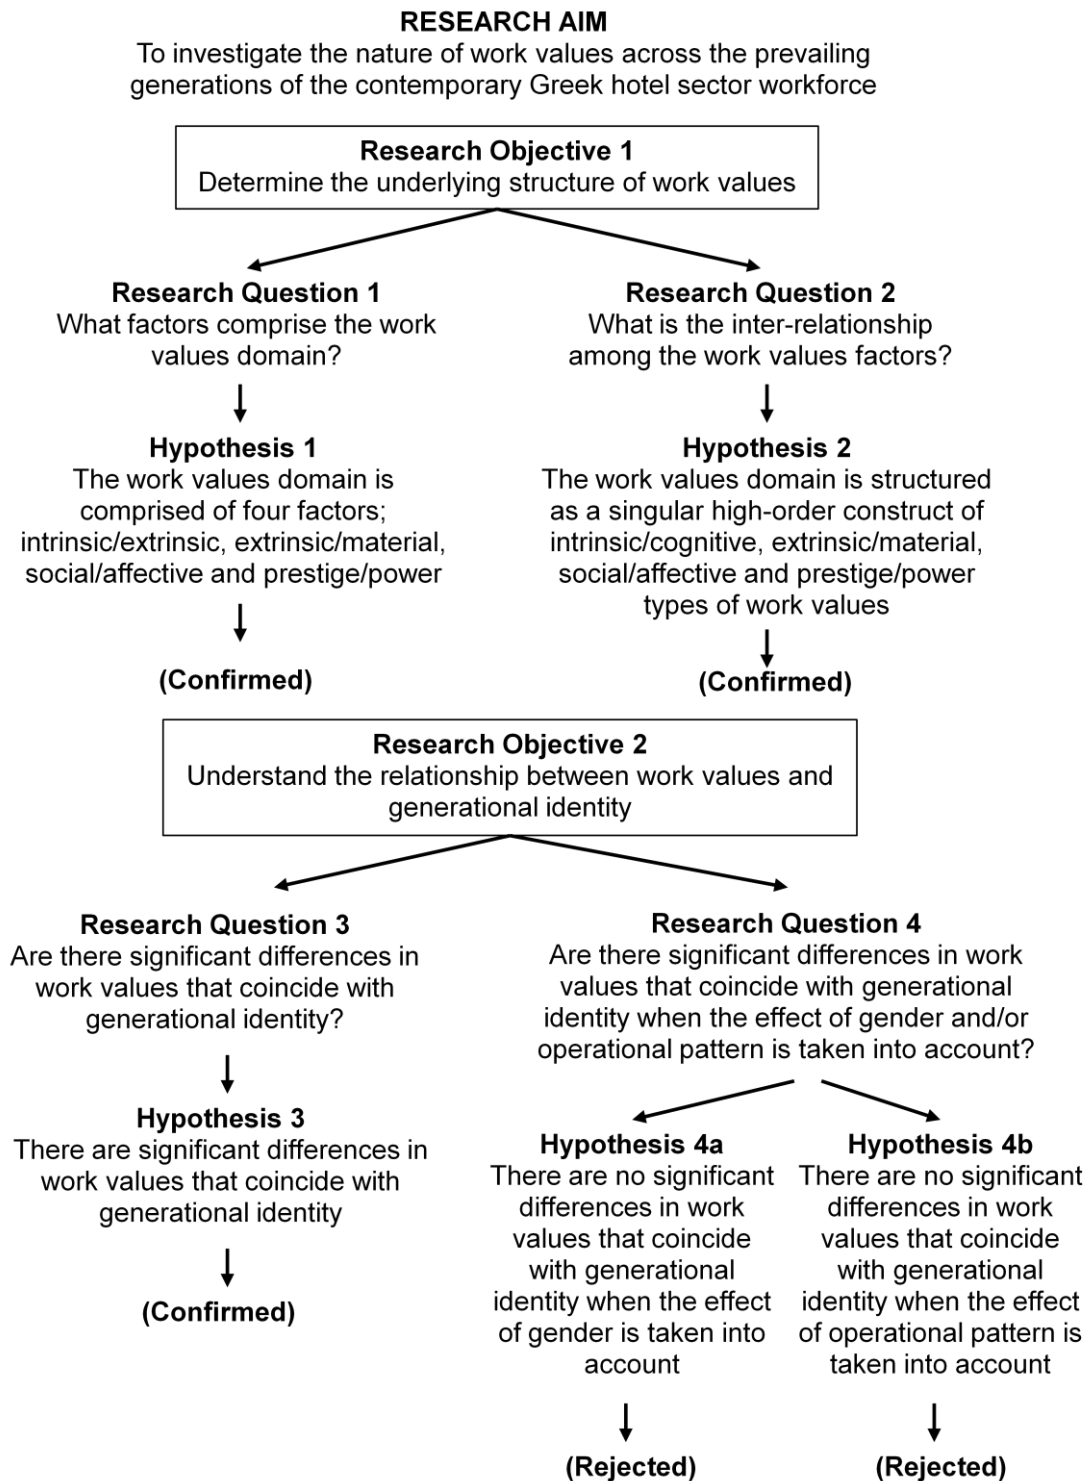 RESEARCH AIM
To investigate the nature of work values across the prevailing
generations of the contemporary Greek hotel sector workforce
Research Objective 1
Determine the underlying structure of work values
Research Question 1
What factors comprise the work
values domain?
Research Question 2
What is the inter-relationship
among the work values factors?
Hypothesis 1
The work values domain is
comprised of four factors;
intrinsic/extrinsic, extrinsic/material,
social/affective and prestige/power
Hypothesis 2
The work values domain is structured
as a singular high-order construct of
intrinsic/cognitive, extrinsic/material,
social/affective and prestige/power
types of work values
(Confirmed)
(Confirmed)
Research Objective 2
Understand the relationship between work values and
generational identity
Research Question 3
Are there significant differences in
work values that coincide with
generational identity?
Research Question 4
Are there significant differences in work
values that coincide with generational
identity when the effect of gender and/or
operational pattern is taken into account?
Hypothesis 3
There are significant differences in
work values that coincide with
generational identity
(Confirmed)
Hypothesis 4a
There are no significant
differences in work
values that coincide
with generational
identity when the effect
of gender is taken into
account
Hypothesis 4b
There are no significant
differences in work
values that coincide
with generational
identity when the effect
of operational pattern is
taken into account
(Rejected)
(Rejected)